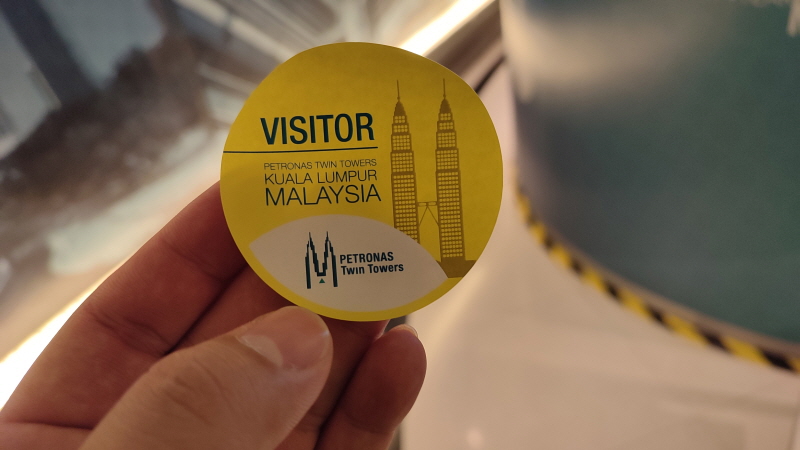 VISITOR
PETRONAS TWIN TOWERS
KUALA LUMPUR
MALAYSIA
PETRONAS
Twin Towers